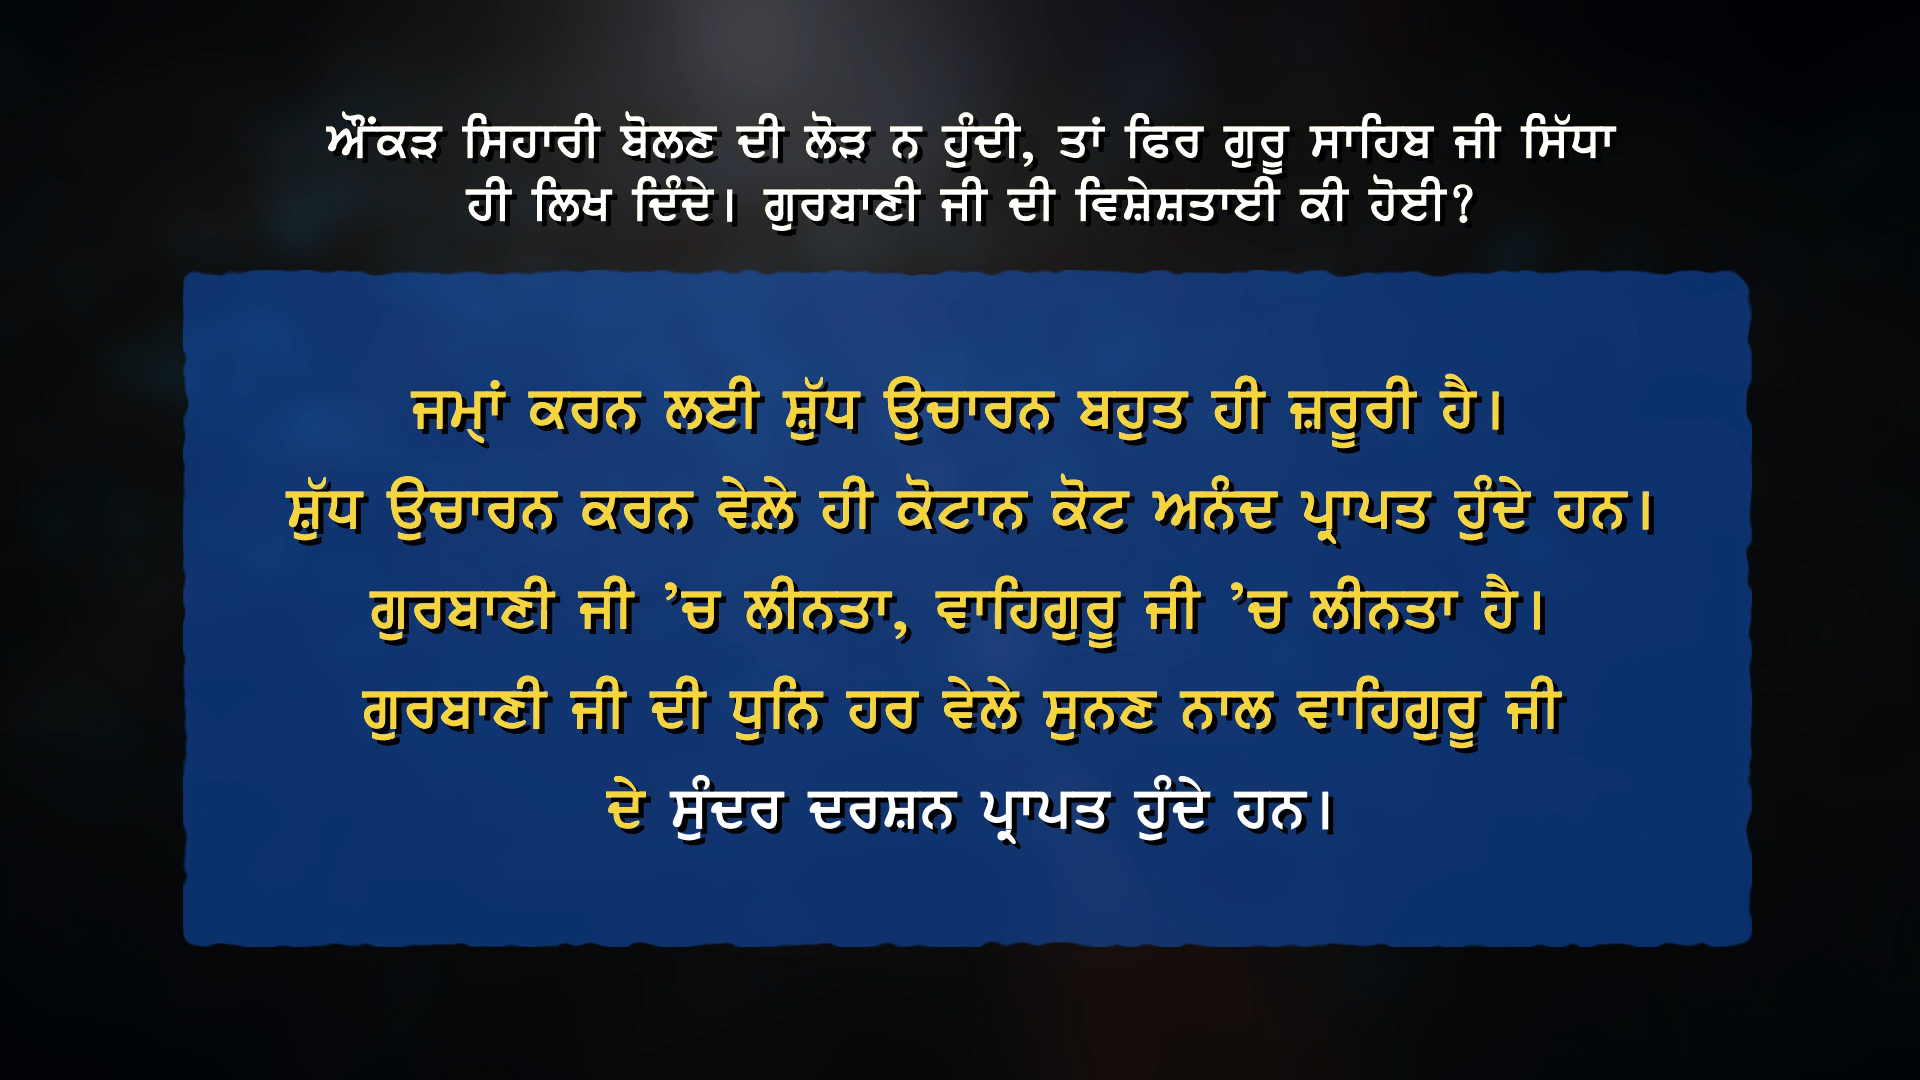 ਔਂਕੜ ਸਿਹਾਰੀ ਬੋਲਣ ਦੀ ਲੋੜ ਨ ਹੁੰਦੀ, ਤਾਂ ਫਿਰ ਗੁਰੂ ਸਾਹਿਬ ਜੀ ਸਿੱਧਾ
ਹੀ ਲਿਖ ਦਿੰਦੇ। ਗੁਰਬਾਣੀ ਜੀ ਦੀ ਵਿਸ਼ੇਸ਼ਤਾਈ ਕੀ ਹੋਈ?
ਜਮ੍ਹਾਂ ਕਰਨ ਲਈ ਸ਼ੁੱਧ ਉਚਾਰਨ ਬਹੁਤ ਹੀ ਜ਼ਰੂਰੀ ਹੈ।
ਸ਼ੁੱਧ ਉਚਾਰਨ ਕਰਨ ਵੇਲ਼ੇ ਹੀ ਕੋਟਾਨ ਕੋਟ ਅਨੰਦ ਪ੍ਰਾਪਤ ਹੁੰਦੇ ਹਨ।
ਗੁਰਬਾਣੀ ਜੀ ’ਚ ਲੀਨਤਾ, ਵਾਹਿਗੁਰੂ ਜੀ ’ਚ ਲੀਨਤਾ ਹੈ।
ਗੁਰਬਾਣੀ ਜੀ ਦੀ ਧੁਨਿ ਹਰ ਵੇਲੇ ਸੁਨਣ ਨਾਲ ਵਾਹਿਗੁਰੂ ਜੀ
ਦੇ ਸੁੰਦਰ ਦਰਸ਼ਨ ਪ੍ਰਾਪਤ ਹੁੰਦੇ ਹਨ।